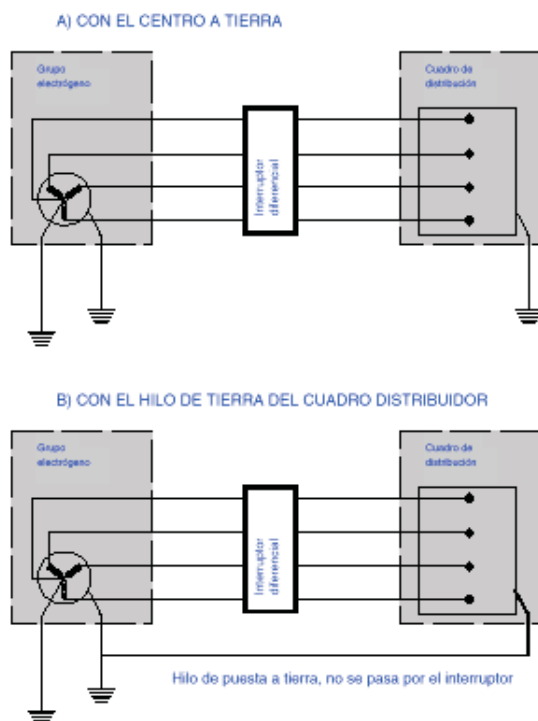 A) CON EL CENTRO A TIERRA
Grupo
electrógeno
Cuadro de
distribución
Interruptor
diferencial
B) CON EL HILO DE TIERRA DEL CUADRO DISTRIBUIDOR
Grupo
electrógeno
Cuadro de
distribución
Interruptor
diferencial
Hilo de puesta a tierra, no se pasa por el interruptor